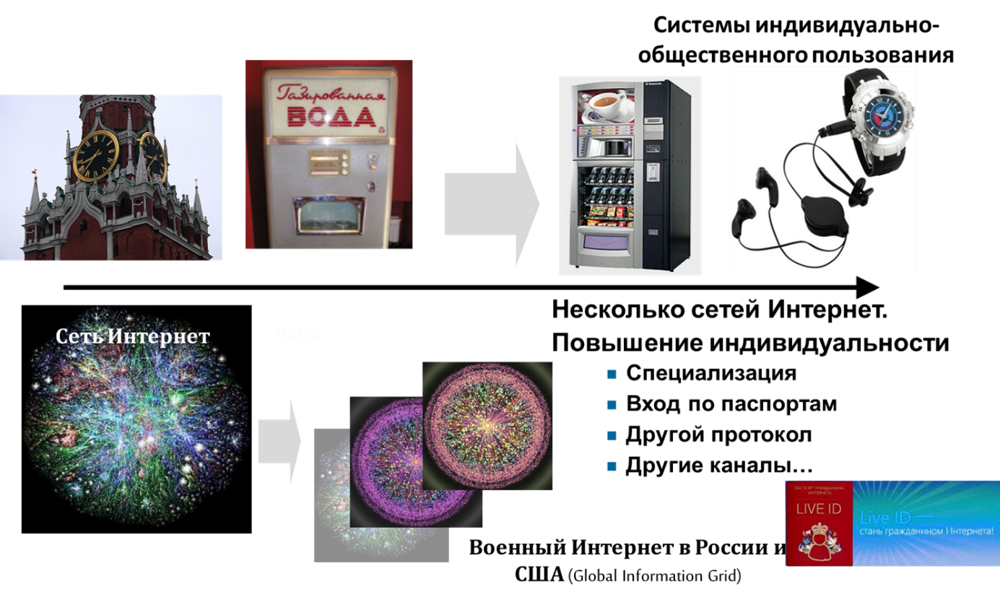 Системы индивидуально-
общественного пользования
Газированная
ВОДА
Сеть Интернет
Часы
Несколько сетей Интернет.
Повышение индивидуальности
Специализация
Вход по паспортам
Другой протокол
Другие каналы…
ПАСПОРТ ГРАЖДАНИНА
ИНТЕРНЕТА
LIVE ID
Live ID —
стань гражданином Интернета!
Военный Интернет в России и
США (Global Information Grid)